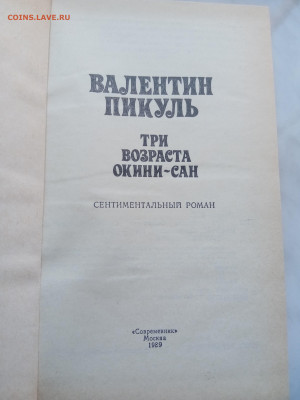 COINS.LAVE.RU
ВАЛЕНТИН
ПИКУЛЬ
ТРИ
ВОЗРАСТА
ОКИНИ-САН
СЕНТИМЕНТАЛЬНЫЙ РОМАН
«Современник»
Москва
1989